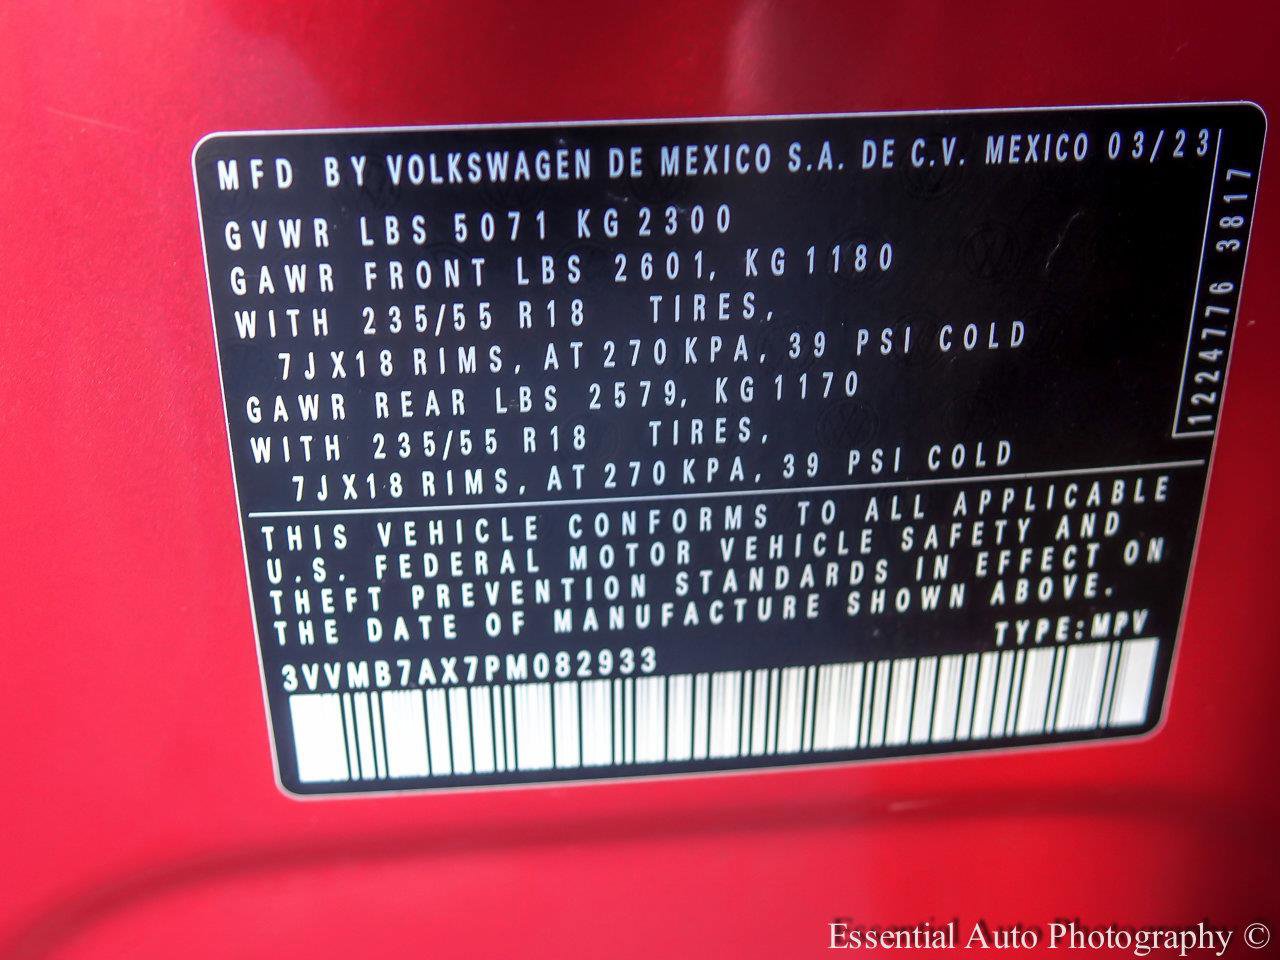 MFD BY VOLKSWAGEN DE MEXICO S.A. DE C.V. MEXICO 03/23
GVWR LBS 5071 KG 2300
GAWR FRONT LBS 2601, KG 1180
WITH 235/55 R18 TIRES,
7JX18 RIMS, AT 270 KPA, 39 PSI COLD
GAWR REAR LBS 2579, KG 1170
WITH 235/55 R18 TIRES,
7JX18 RIMS, AT 270 KPA, 39 PSI COLD
1224776 3817
THIS VEHICLE CONFORMS TO ALL APPLICABLE
U.S. FEDERAL MOTOR VEHICLE SAFETY AND
THEFT PREVENTION STANDARDS IN EFFECT ON
THE DATE OF MANUFACTURE SHOWN ABOVE.
TYPE:MPV
3VVMB7AX7PM082933
Essential Auto Photography ©